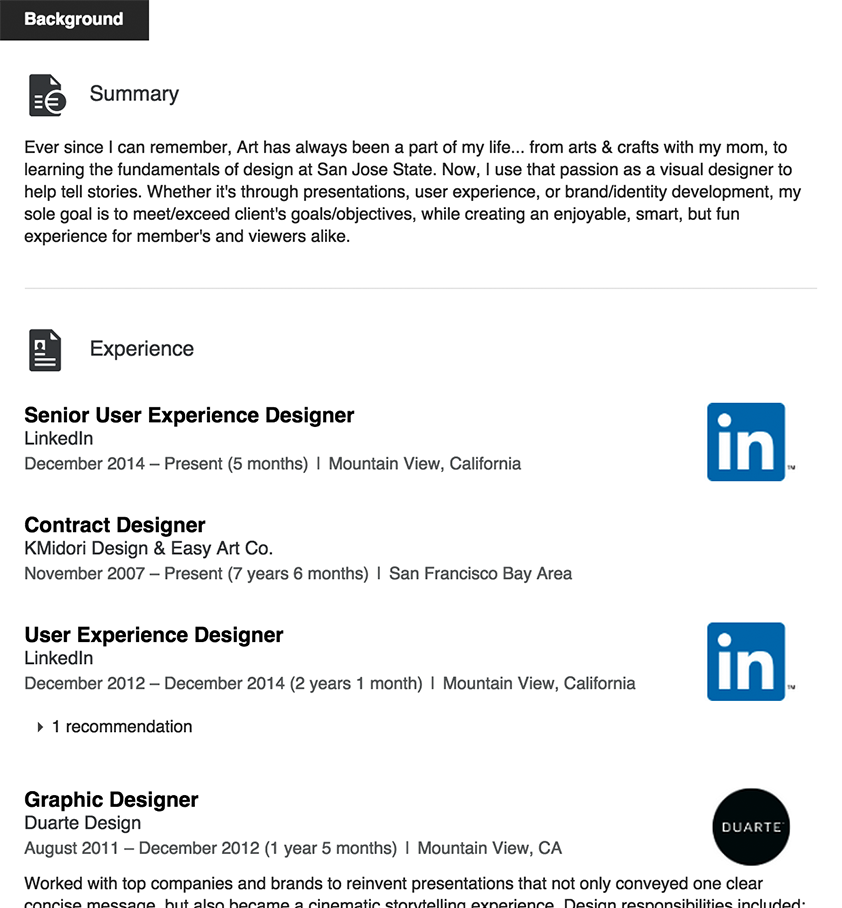 Background
Summary
Ever since I can remember, Art has always been a part of my life... from arts & crafts with my mom, to
learning the fundamentals of design at San Jose State. Now, I use that passion as a visual designer to
help tell stories. Whether it's through presentations, user experience, or brand/identity development, my
sole goal is to meet/exceed client's goals/objectives, while creating an enjoyable, smart, but fun
experience for member's and viewers alike.
Experience
Senior User Experience Designer
LinkedIn
December 2014 – Present (5 months) | Mountain View, California
in™
Contract Designer
KMidori Design & Easy Art Co.
November 2007 – Present (7 years 6 months) | San Francisco Bay Area
User Experience Designer
LinkedIn
December 2012 – December 2014 (2 years 1 month) | Mountain View, California
in™
1 recommendation
Graphic Designer
Duarte Design
August 2011 – December 2012 (1 year 5 months) | Mountain View, CA
DUARTE
Worked with top companies and brands to reinvent presentations that not only conveyed one clear
concise message, but also became a cinematic storytelling experience. Design responsibilities included: